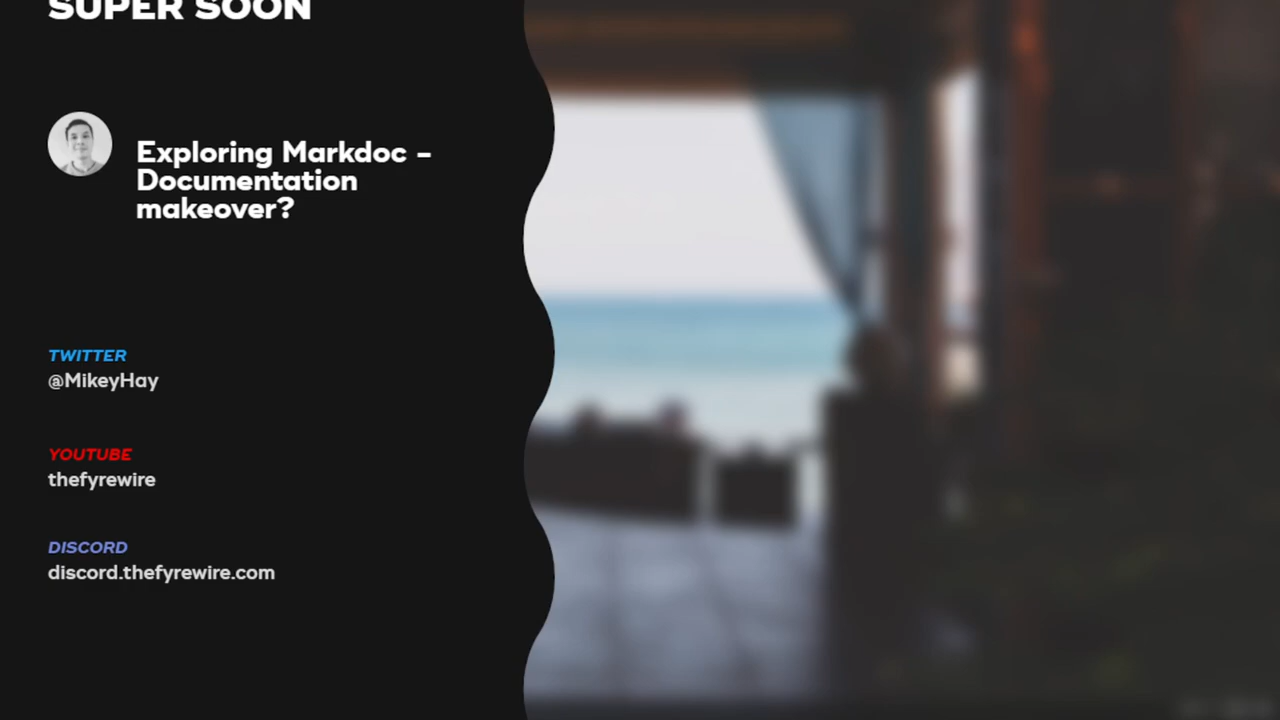 SUPER SOON
Exploring Markdoc -
Documentation
makeover?
TWITTER
@MikeyHay
YOUTUBE
thefyrewire
DISCORD
discord.thefyrewire.com